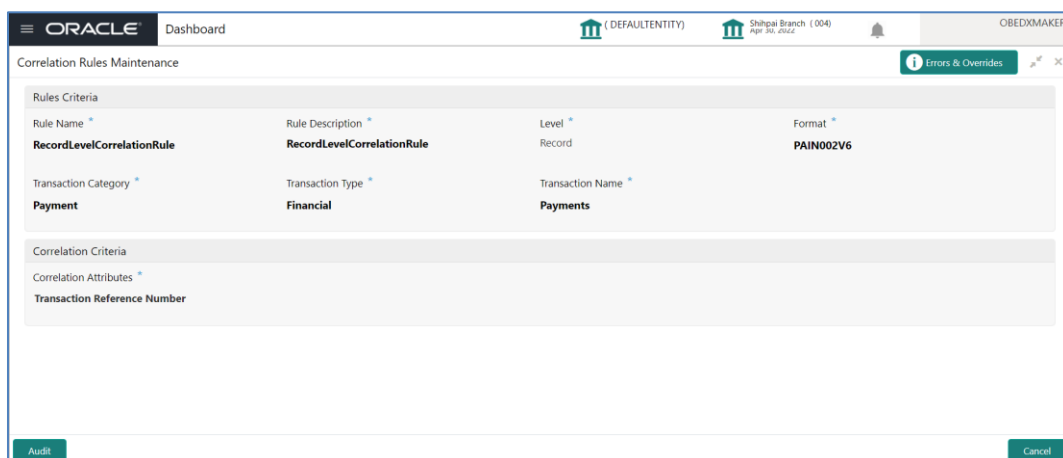 ORACLE Dashboard ( DEFAULTENTITY) Shihpai Branch ( 004) OBEDXMAKER
Apr 30, 2022
Correlation Rules Maintenance Errors & Overrides
Rules Criteria
Rule Name * Rule Description * Level * Format *
RecordLevelCorrelationRule RecordLevelCorrelationRule Record PAIN002V6
Transaction Category * Transaction Type * Transaction Name *
Payment Financial Payments
Correlation Criteria
Correlation Attributes *
Transaction Reference Number
Audit Cancel